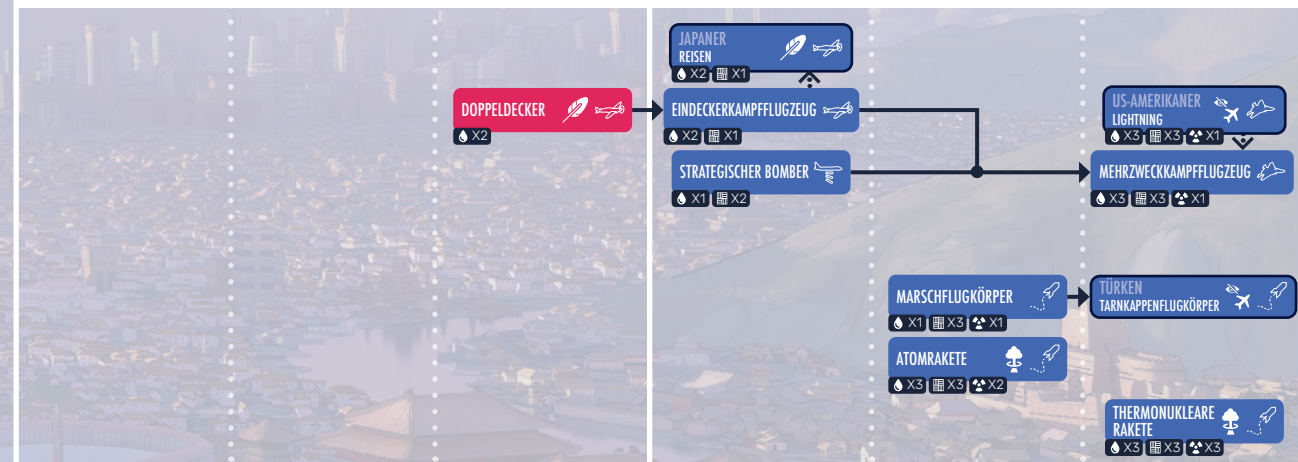 JAPANER
REISEN
X2 X1
DOPPELDECKER
X2
EINDECKERKAMPFFLUGZEUG
X2 X1
US-AMERIKANER
LIGHTNING
X3 X3 X1
STRATEGISCHER BOMBER
X1 X2
MEHRZWECKKAMPFFLUGZEUG
X3 X3 X1
MARSCHFLUGKÖRPER
X1 X3 X1
TÜRKEN
TARNKAPPENFLUGKÖRPER
ATOMRAKETE
X3 X3 X2
THERMONUKLEARE
RAKETE
X3 X3 X3